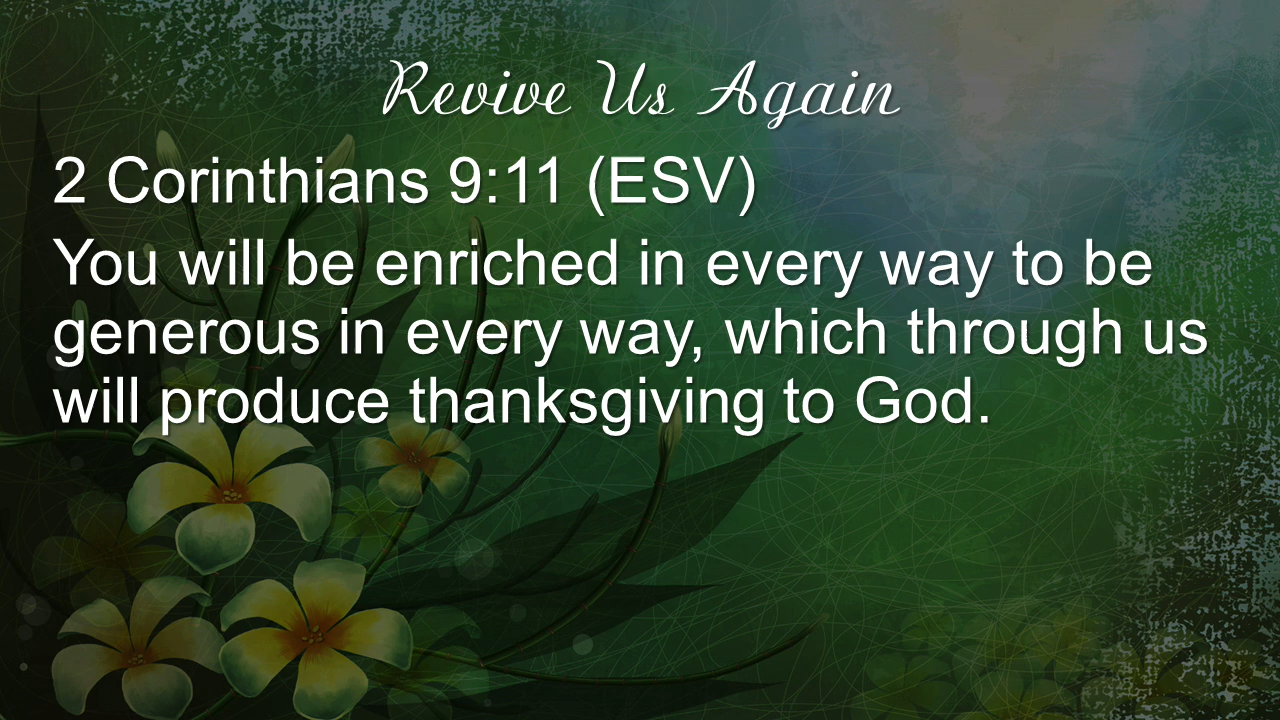 Revive Us Again
2 Corinthians 9:11 (ESV)
You will be enriched in every way to be
generous in every way, which through us
will produce thanksgiving to God.